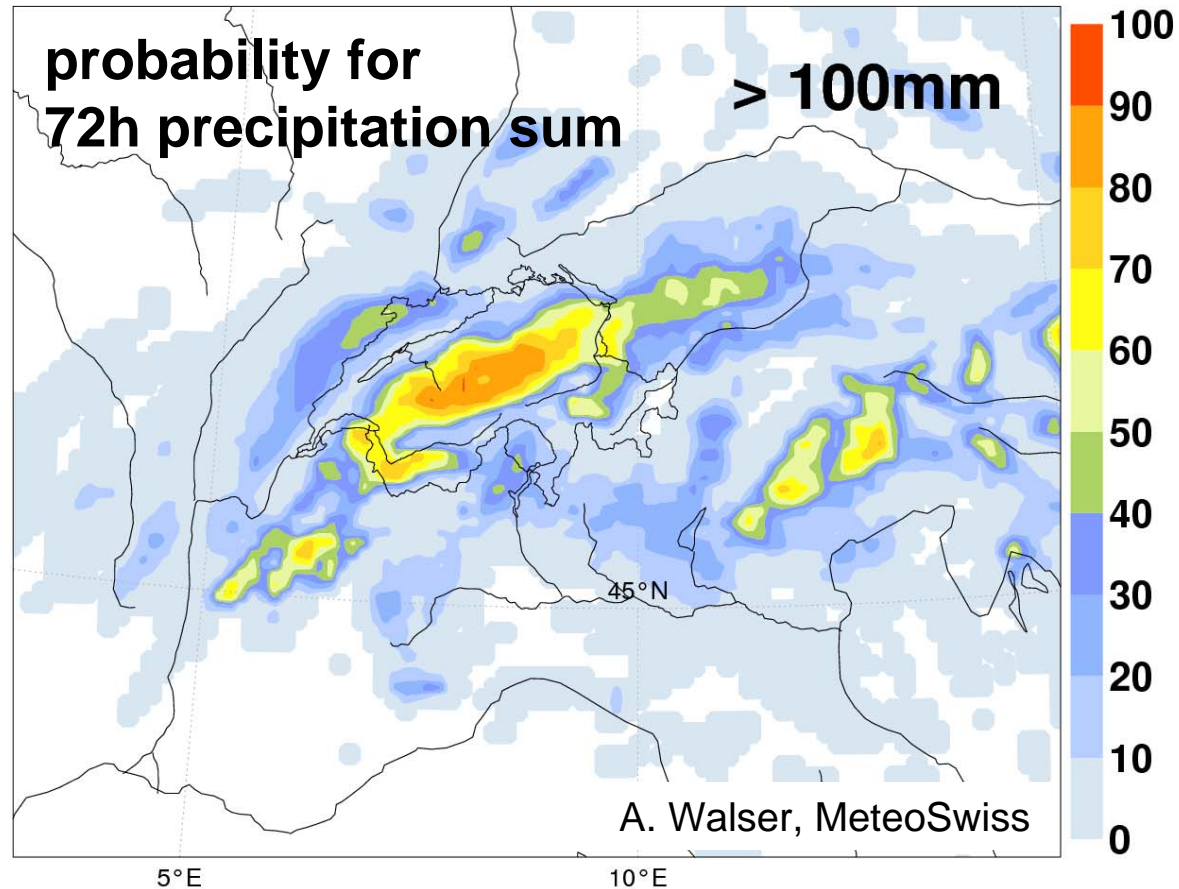 probability for
72h precipitation sum
> 100mm
100
90
80
70
60
50
40
30
20
10
0
45°N
A. Walser, MeteoSwiss
5°E
10°E